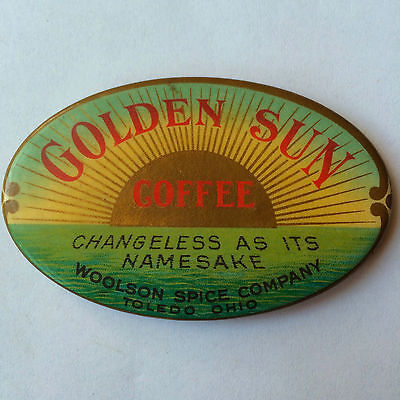 GOLDEN SUN
COFFEE
CHANGELESS AS ITS
NAMESAKE
WOOLSON SPICE COMPANY
TOLEDO OHIO